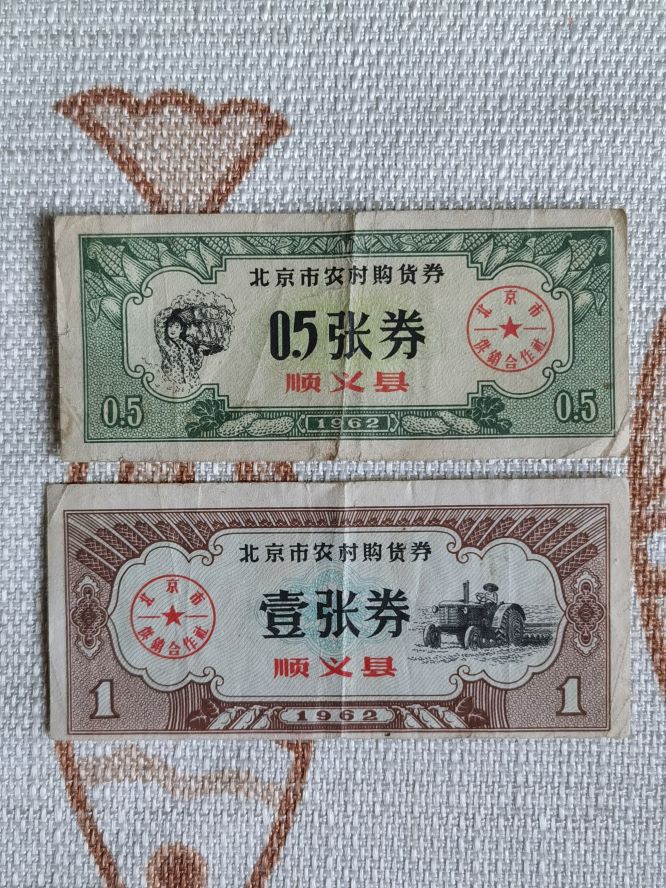 北京市农村购货券
0.5张券
北京市
供销合作社
顺义县
0.5
1962
0.5
北京市农村购货券
北京市
供销合作社
壹张券
顺义县
1
1962
1